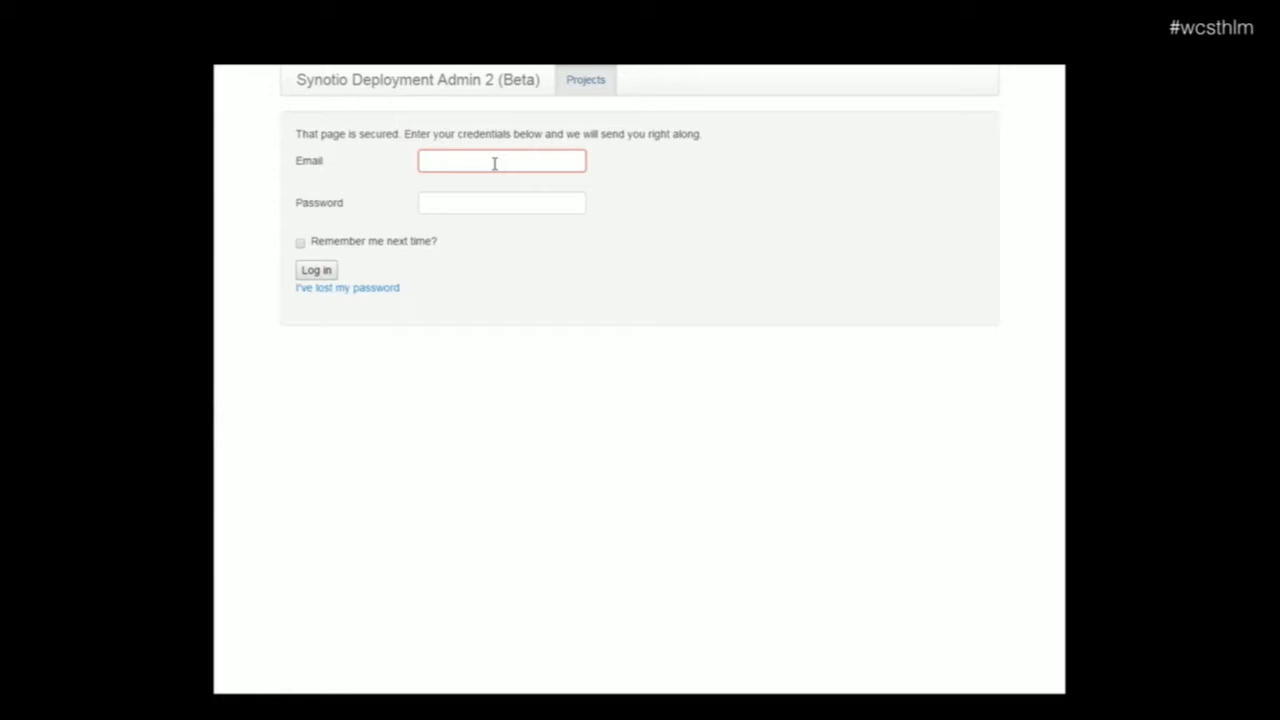 #wcsthlm
Synotio Deployment Admin 2 (Beta) Projects
That page is secured. Enter your credentials below and we will send you right along.
Email
Password
Remember me next time?
Log in
I've lost my password